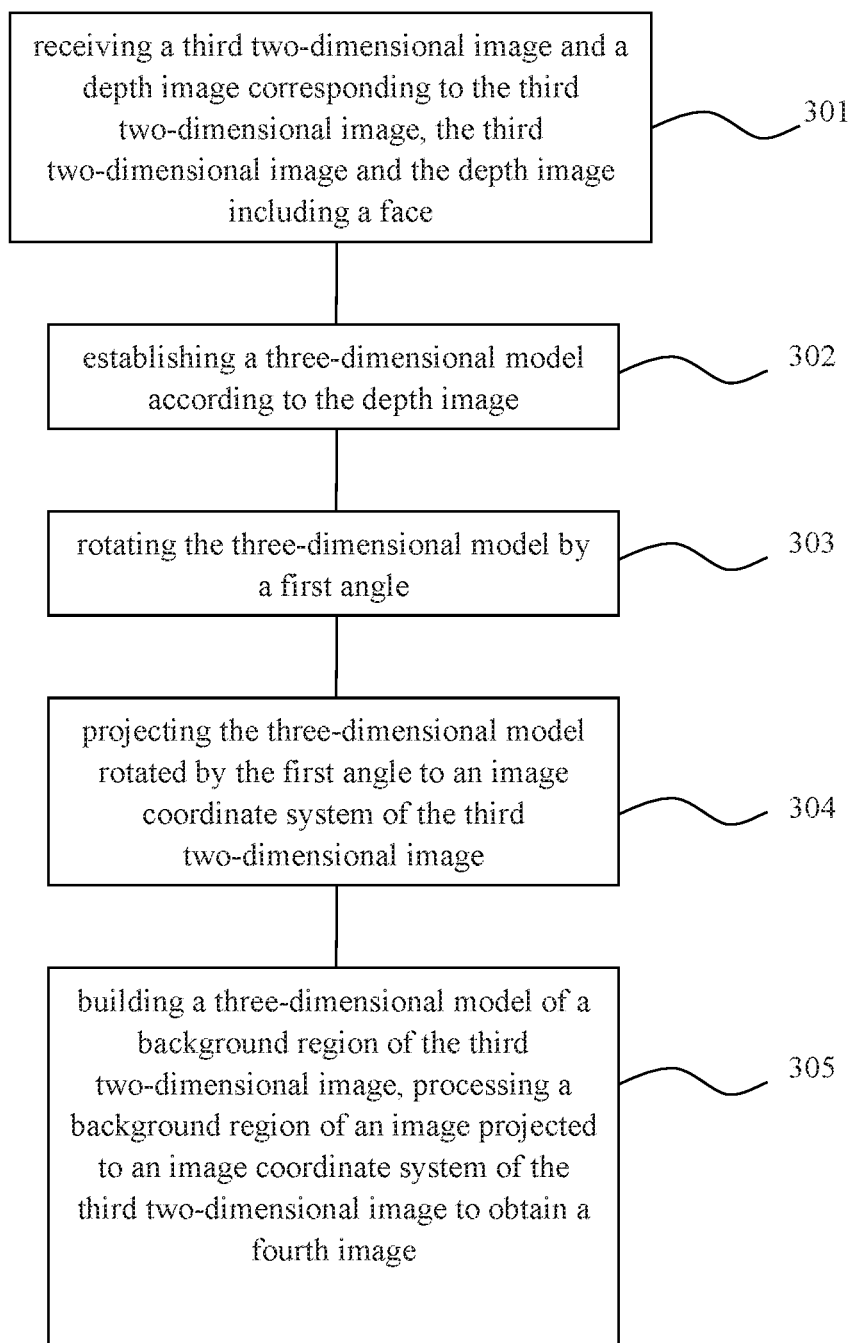 receiving a third two-dimensional image and a
depth image corresponding to the third
two-dimensional image, the third
two-dimensional image and the depth image
including a face
301
establishing a three-dimensional model
according to the depth image
302
rotating the three-dimensional model by
a first angle
303
projecting the three-dimensional model
rotated by the first angle to an image
coordinate system of the third
two-dimensional image
304
building a three-dimensional model of a
background region of the third
two-dimensional image, processing a
background region of an image projected
to an image coordinate system of the
third two-dimensional image to obtain a
fourth image
305